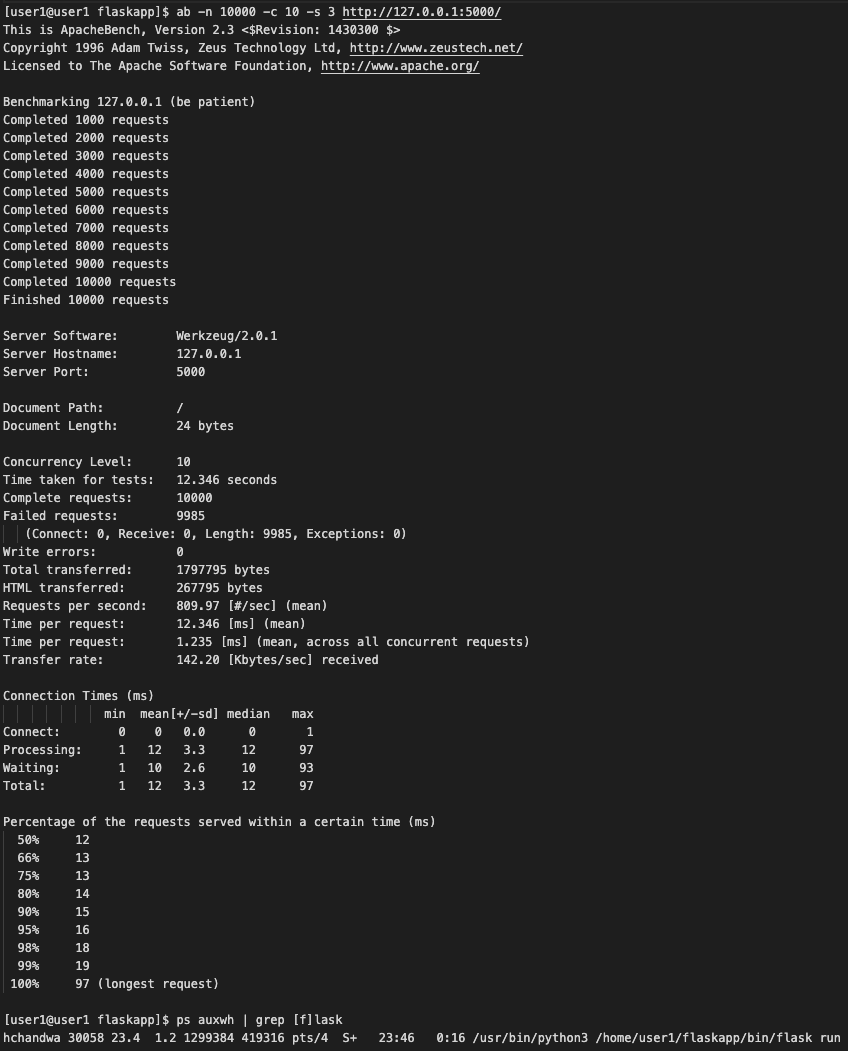 [user1@user1 flaskapp]$ ab -n 10000 -c 10 -s 3 http://127.0.0.1:5000/
This is ApacheBench, Version 2.3 <$Revision: 1430300 $>
Copyright 1996 Adam Twiss, Zeus Technology Ltd, http://www.zeustech.net/
Licensed to The Apache Software Foundation, http://www.apache.org/

Benchmarking 127.0.0.1 (be patient)
Completed 1000 requests
Completed 2000 requests
Completed 3000 requests
Completed 4000 requests
Completed 5000 requests
Completed 6000 requests
Completed 7000 requests
Completed 8000 requests
Completed 9000 requests
Completed 10000 requests
Finished 10000 requests

Server Software:        Werkzeug/2.0.1
Server Hostname:        127.0.0.1
Server Port:            5000

Document Path:          /
Document Length:        24 bytes

Concurrency Level:      10
Time taken for tests:   12.346 seconds
Complete requests:      10000
Failed requests:        9985
   (Connect: 0, Receive: 0, Length: 9985, Exceptions: 0)
Write errors:           0
Total transferred:      1797795 bytes
HTML transferred:       267795 bytes
Requests per second:    809.97 [#/sec] (mean)
Time per request:       12.346 [ms] (mean)
Time per request:       1.235 [ms] (mean, across all concurrent requests)
Transfer rate:          142.20 [Kbytes/sec] received

Connection Times (ms)
              min  mean[+/-sd] median   max
Connect:        0    0   0.0      0       1
Processing:     1   12   3.3     12      97
Waiting:        1   10   2.6     10      93
Total:          1   12   3.3     12      97

Percentage of the requests served within a certain time (ms)
  50%     12
  66%     13
  75%     13
  80%     14
  90%     15
  95%     16
  98%     18
  99%     19
 100%     97 (longest request)

[user1@user1 flaskapp]$ ps auxwh | grep [f]lask
hchandwa 30058 23.4  1.2 1299384 419316 pts/4  S+   23:46   0:16 /usr/bin/python3 /home/user1/flaskapp/bin/flask run